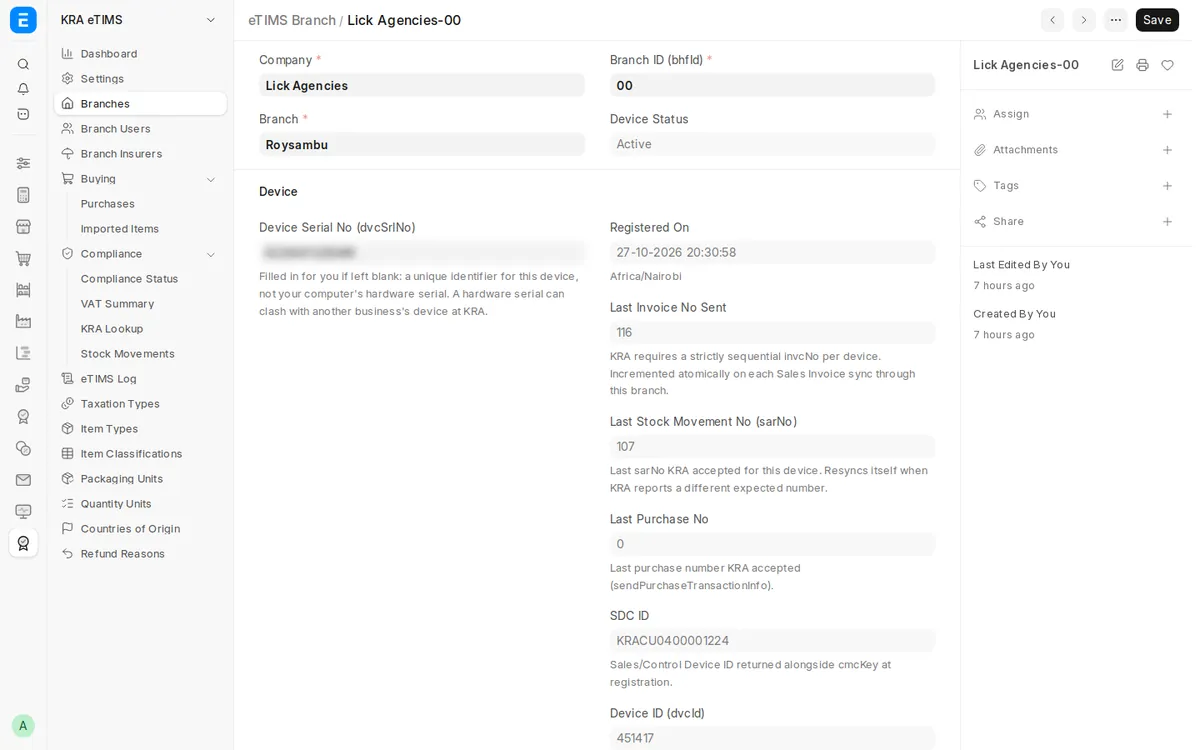 KRA eTIMS
eTIMS Branch / Lick Agencies-00
Save
Dashboard
Settings
Branches
Branch Users
Branch Insurers
Buying
Purchases
Imported Items
Compliance
Compliance Status
VAT Summary
KRA Lookup
Stock Movements
eTIMS Log
Taxation Types
Item Types
Item Classifications
Packaging Units
Quantity Units
Countries of Origin
Refund Reasons
A
Company *
Lick Agencies
Branch *
Roysambu
Branch ID (bhfId) *
00
Device Status
Active
Device
Device Serial No (dvcSrlNo)
Filled in for you if left blank: a unique identifier for this device,
not your computer's hardware serial. A hardware serial can
clash with another business's device at KRA.
Registered On
27-10-2026 20:30:58
Africa/Nairobi
Last Invoice No Sent
116
KRA requires a strictly sequential invcNo per device.
Incremented atomically on each Sales Invoice sync through
this branch.
Last Stock Movement No (sarNo)
107
Last sarNo KRA accepted for this device. Resyncs itself when
KRA reports a different expected number.
Last Purchase No
0
Last purchase number KRA accepted
(sendPurchaseTransactionInfo).
SDC ID
KRACU0400001224
Sales/Control Device ID returned alongside cmcKey at
registration.
Device ID (dvcId)
451417
Lick Agencies-00
Assign
Attachments
Tags
Share
Last Edited By You
7 hours ago
Created By You
7 hours ago